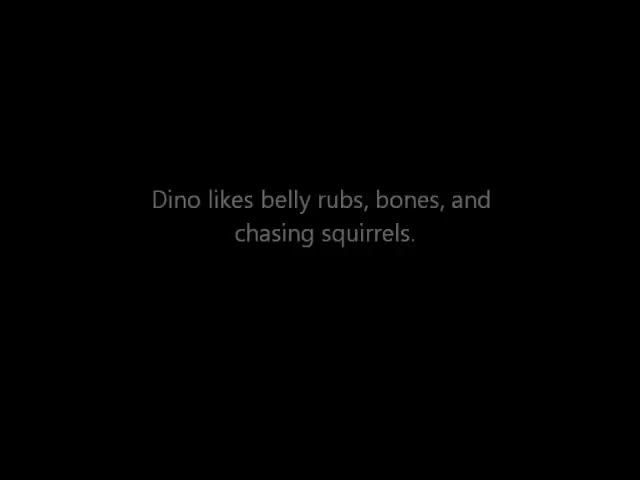 Dino likes belly rubs, bones, and
chasing squirrels.